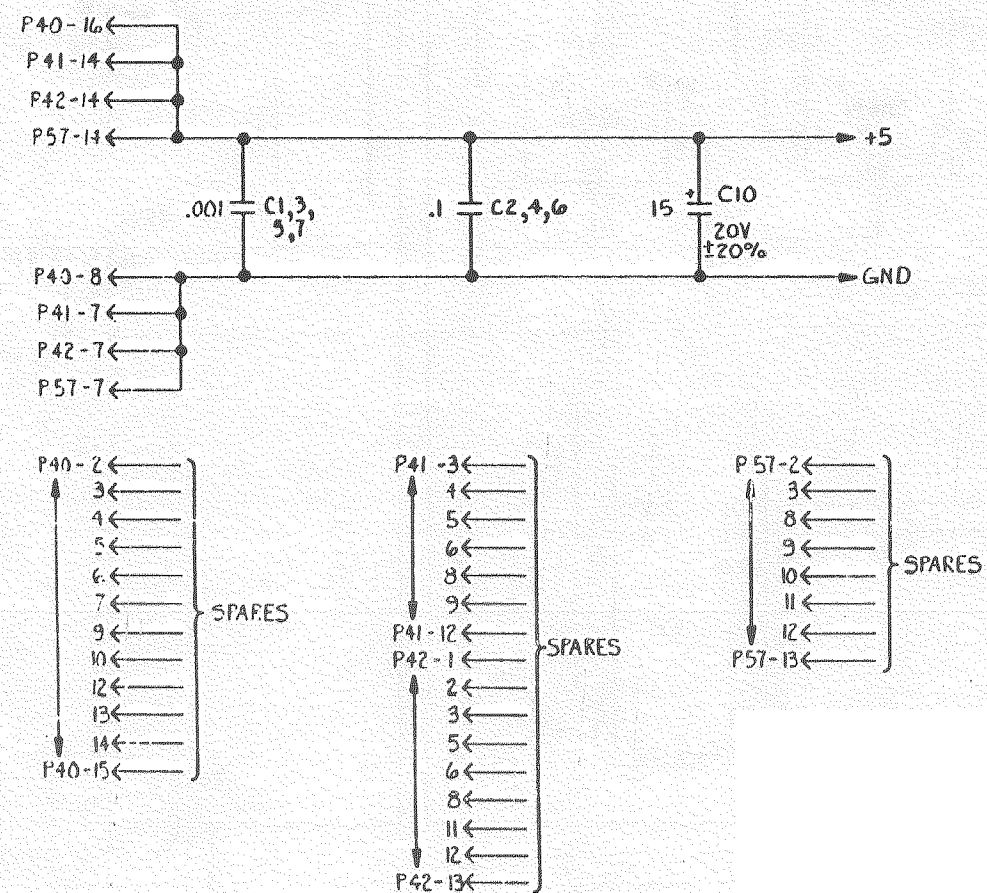 P40-16
P41-14
P42-14
P57-14
+5
.001
C1,3,
5,7
.1
C2,4,6
15
+
C10
20V
±20%
P40-8
GND
P41-7
P42-7
P57-7
P40-2
3
4
5
6
7
9
10
12
13
14
P40-15
SPARES
P41-3
4
5
6
8
9
P41-12
P42-1
2
3
5
6
8
11
12
P42-13
SPARES
P57-2
3
8
9
10
11
12
P57-13
SPARES